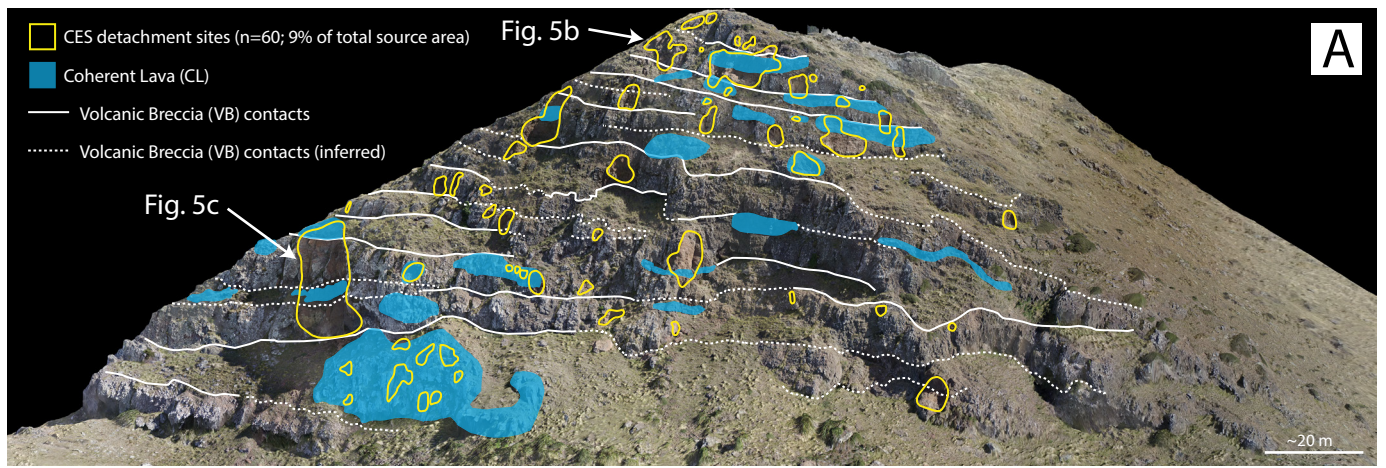 CES detachment sites (n=60; 9% of total source area)
Coherent Lava (CL)
Volcanic Breccia (VB) contacts
Volcanic Breccia (VB) contacts (inferred)
Fig. 5b
A
Fig. 5c
~20 m